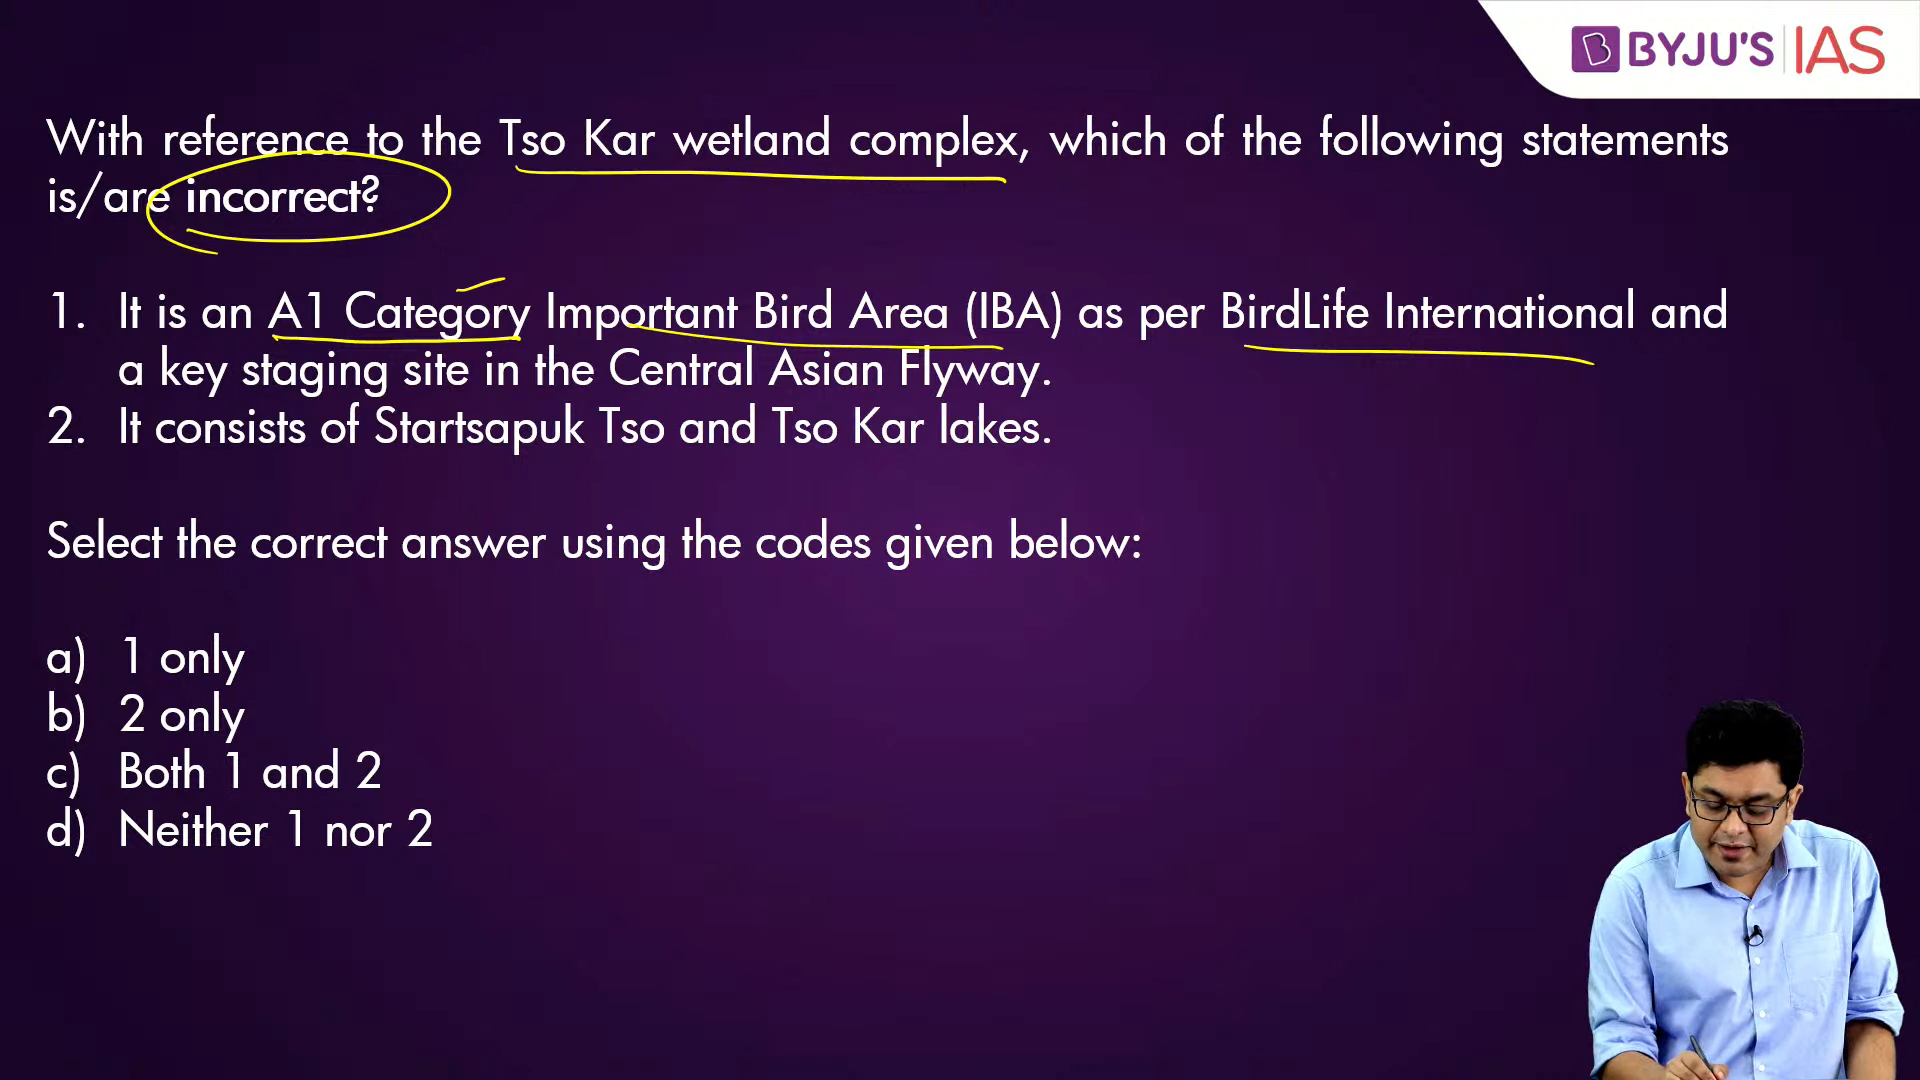 BYJU'S IAS
With reference to the Tso Kar wetland complex, which of the following statements
is/are incorrect?
1. It is an A1 Category Important Bird Area (IBA) as per BirdLife International and
a key staging site in the Central Asian Flyway.
2. It consists of Startsapuk Tso and Tso Kar lakes.
Select the correct answer using the codes given below:
a) 1 only
b) 2 only
c) Both 1 and 2
d) Neither 1 nor 2